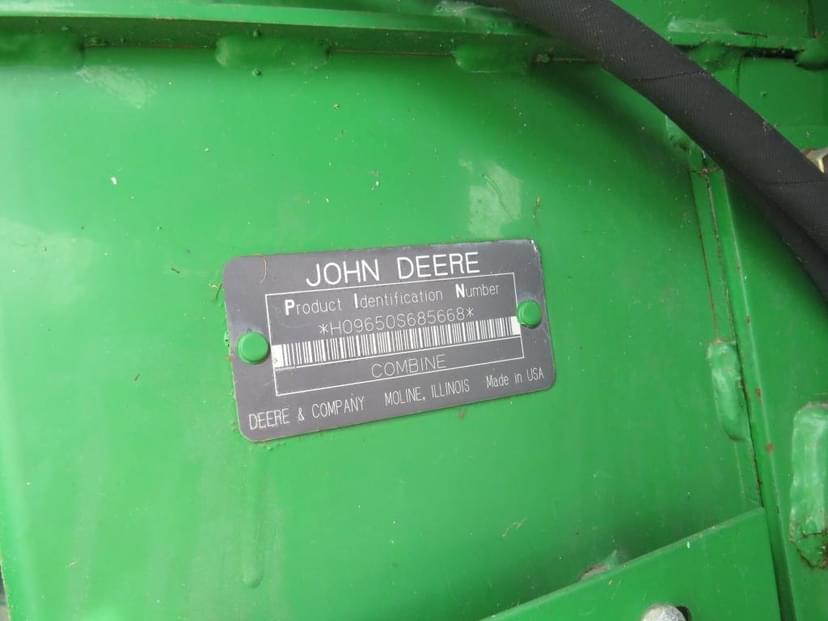 JOHN DEERE
Product Identification Number
*H09650S685668*
COMBINE
DEERE & COMPANY MOLINE, ILLINOIS Made in USA